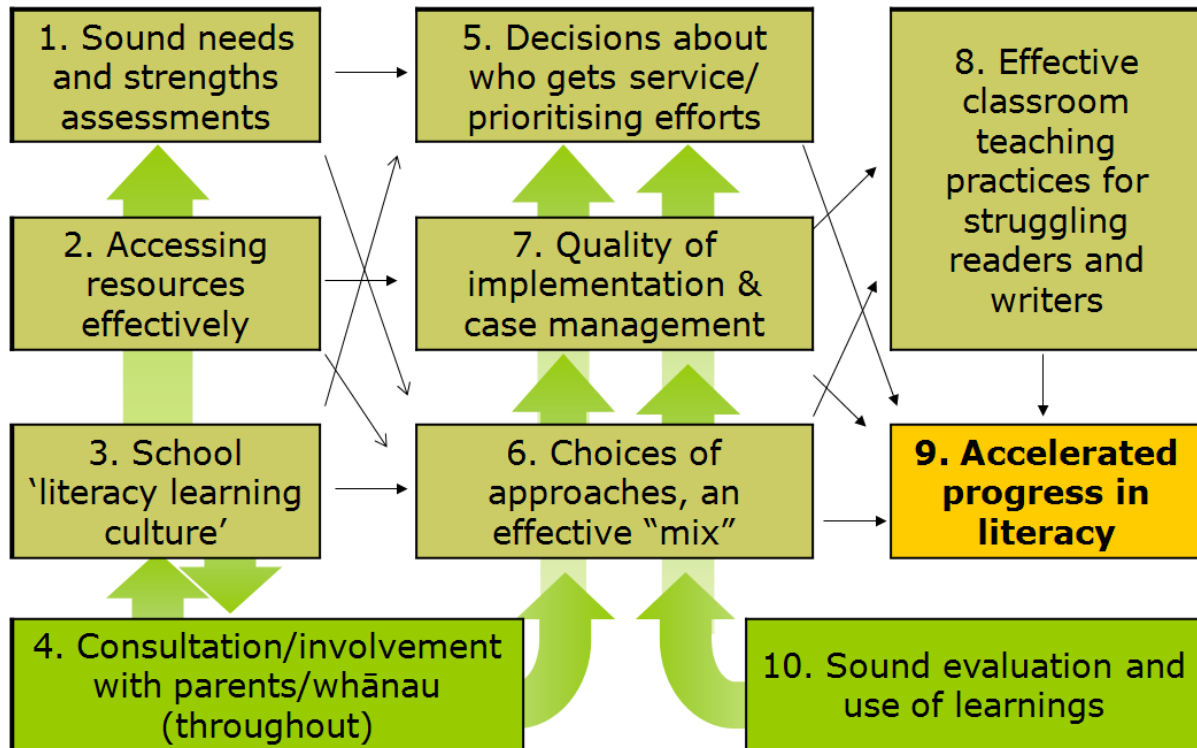 1. Sound needs
and strengths
assessments
5. Decisions about
who gets service/
prioritising efforts
8. Effective
classroom
teaching
practices for
struggling
readers and
writers
2. Accessing
resources
effectively
7. Quality of
implementation &
case management
3. School
‘literacy learning
culture’
6. Choices of
approaches, an
effective “mix”
9. Accelerated
progress in
literacy
4. Consultation/involvement
with parents/whānau
(throughout)
10. Sound evaluation and
use of learnings